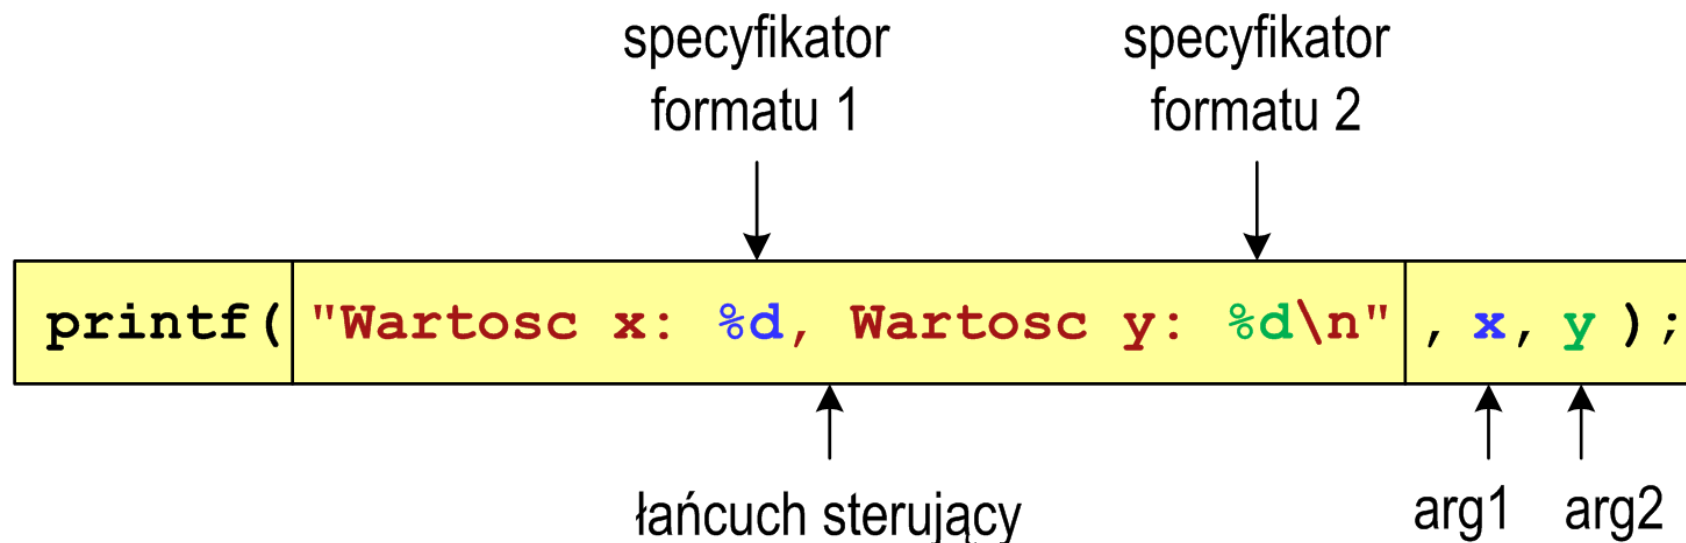 specyfikator
formatu 1
specyfikator
formatu 2
printf("Wartosc x: %d, Wartosc y: %d\n", x, y );
łańcuch sterujący
arg1 arg2